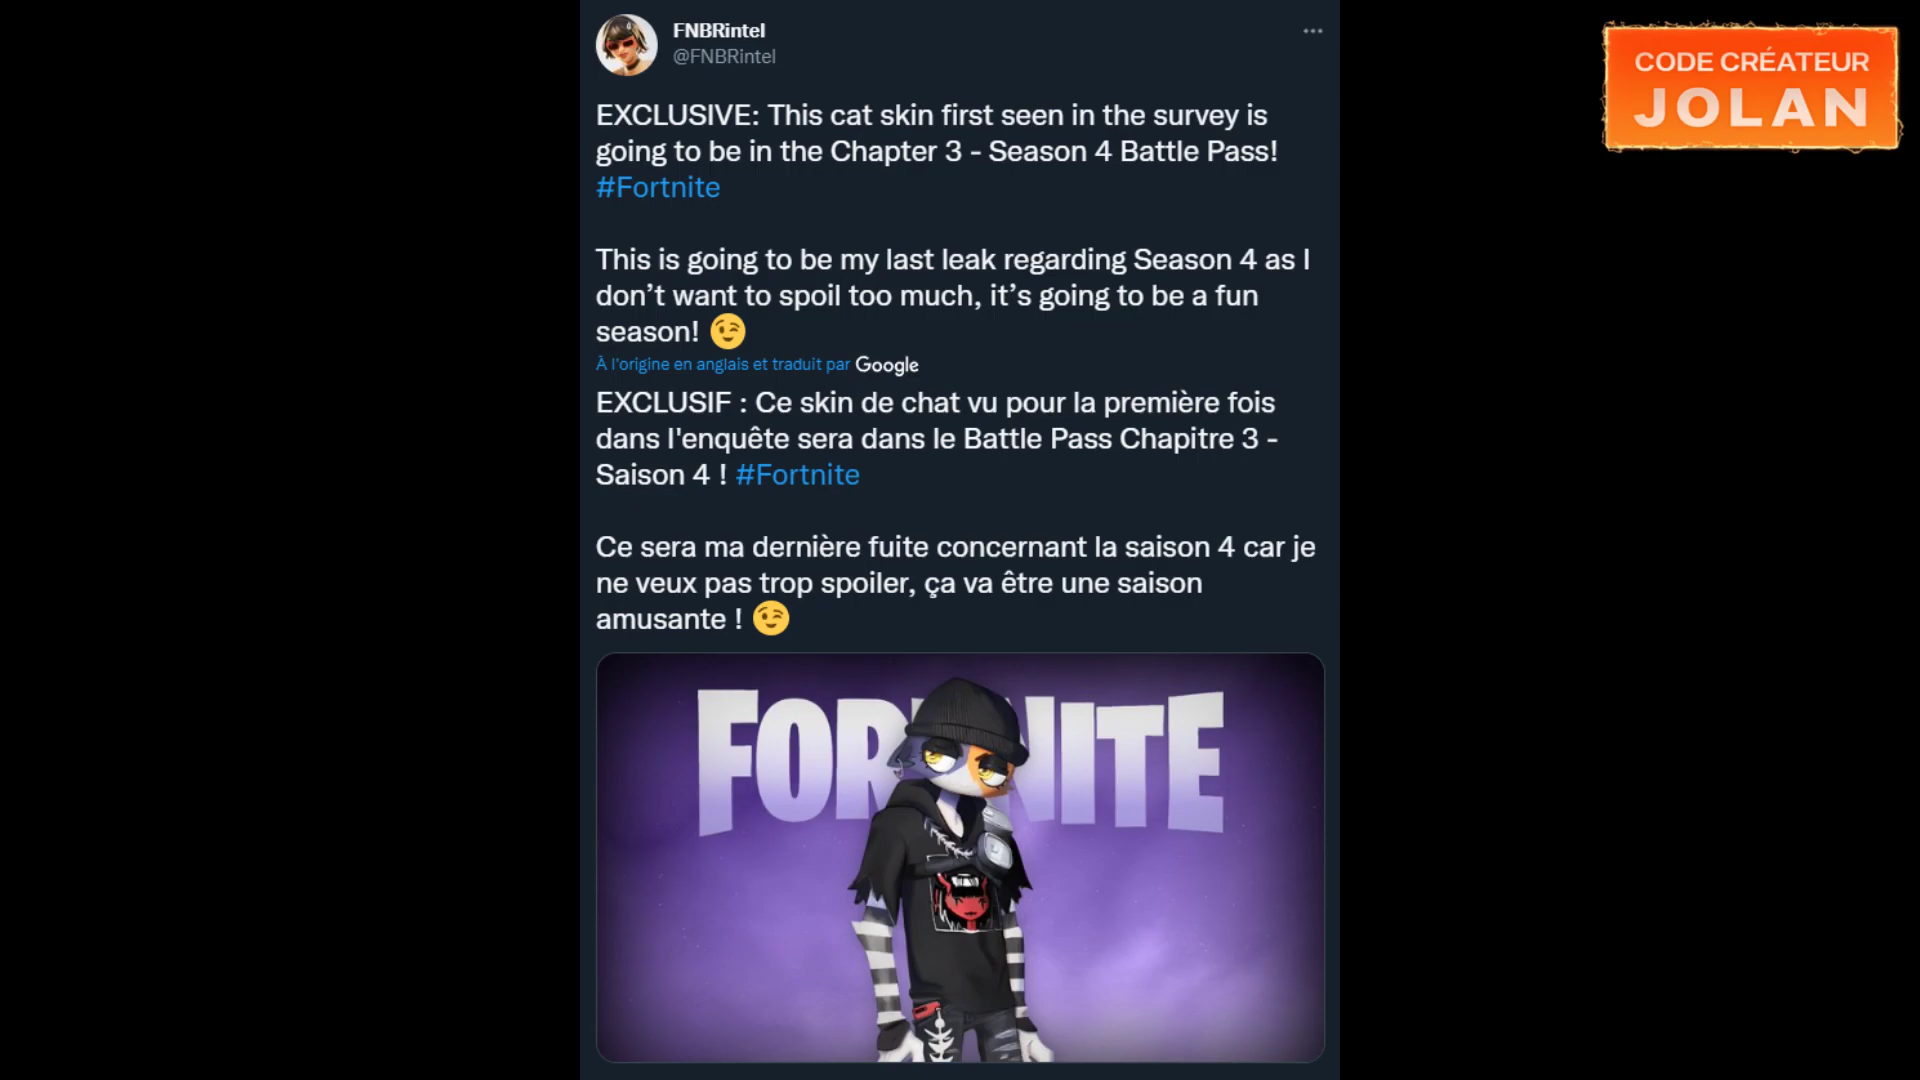 FNBRintel
@FNBRintel
EXCLUSIVE: This cat skin first seen in the survey is
going to be in the Chapter 3 - Season 4 Battle Pass!
#Fortnite
This is going to be my last leak regarding Season 4 as I
don’t want to spoil too much, it’s going to be a fun
season! 😉
À l'origine en anglais et traduit par Google
EXCLUSIF : Ce skin de chat vu pour la première fois
dans l'enquête sera dans le Battle Pass Chapitre 3 -
Saison 4 ! #Fortnite
Ce sera ma dernière fuite concernant la saison 4 car je
ne veux pas trop spoiler, ça va être une saison
amusante ! 😉
FORTNITE
CODE CRÉATEUR
JOLAN